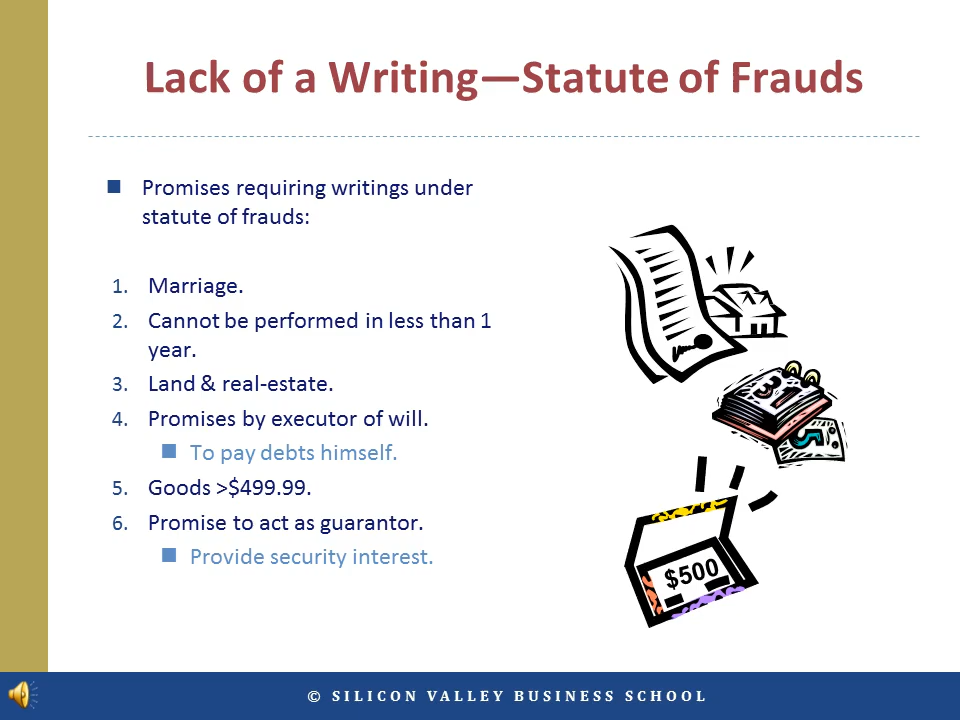 Lack of a Writing—Statute of Frauds
■ Promises requiring writings under
statute of frauds:
1. Marriage.
2. Cannot be performed in less than 1
year.
3. Land & real-estate.
4. Promises by executor of will.
■ To pay debts himself.
5. Goods >$499.99.
6. Promise to act as guarantor.
■ Provide security interest.
31
5
$500
© SILICON VALLEY BUSINESS SCHOOL